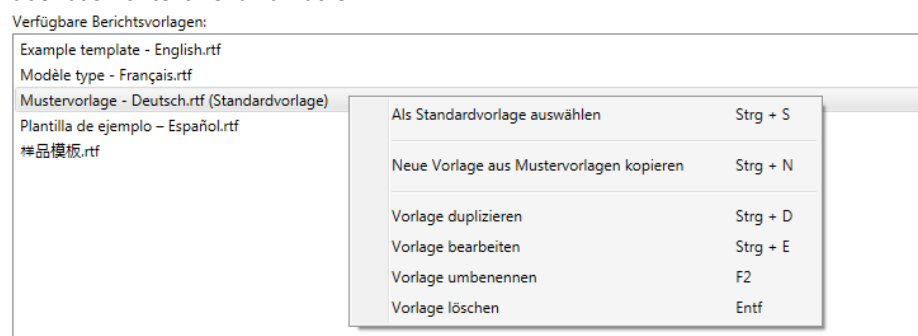 Verfügbare Berichtsvorlagen:
Example template - English.rtf
Modèle type - Français.rtf
Mustervorlage - Deutsch.rtf (Standardvorlage)
Plantilla de ejemplo – Español.rtf
样品模板.rtf
Als Standardvorlage auswählen Strg + S
Neue Vorlage aus Mustervorlagen kopieren Strg + N
Vorlage duplizieren Strg + D
Vorlage bearbeiten Strg + E
Vorlage umbenennen F2
Vorlage löschen Entf